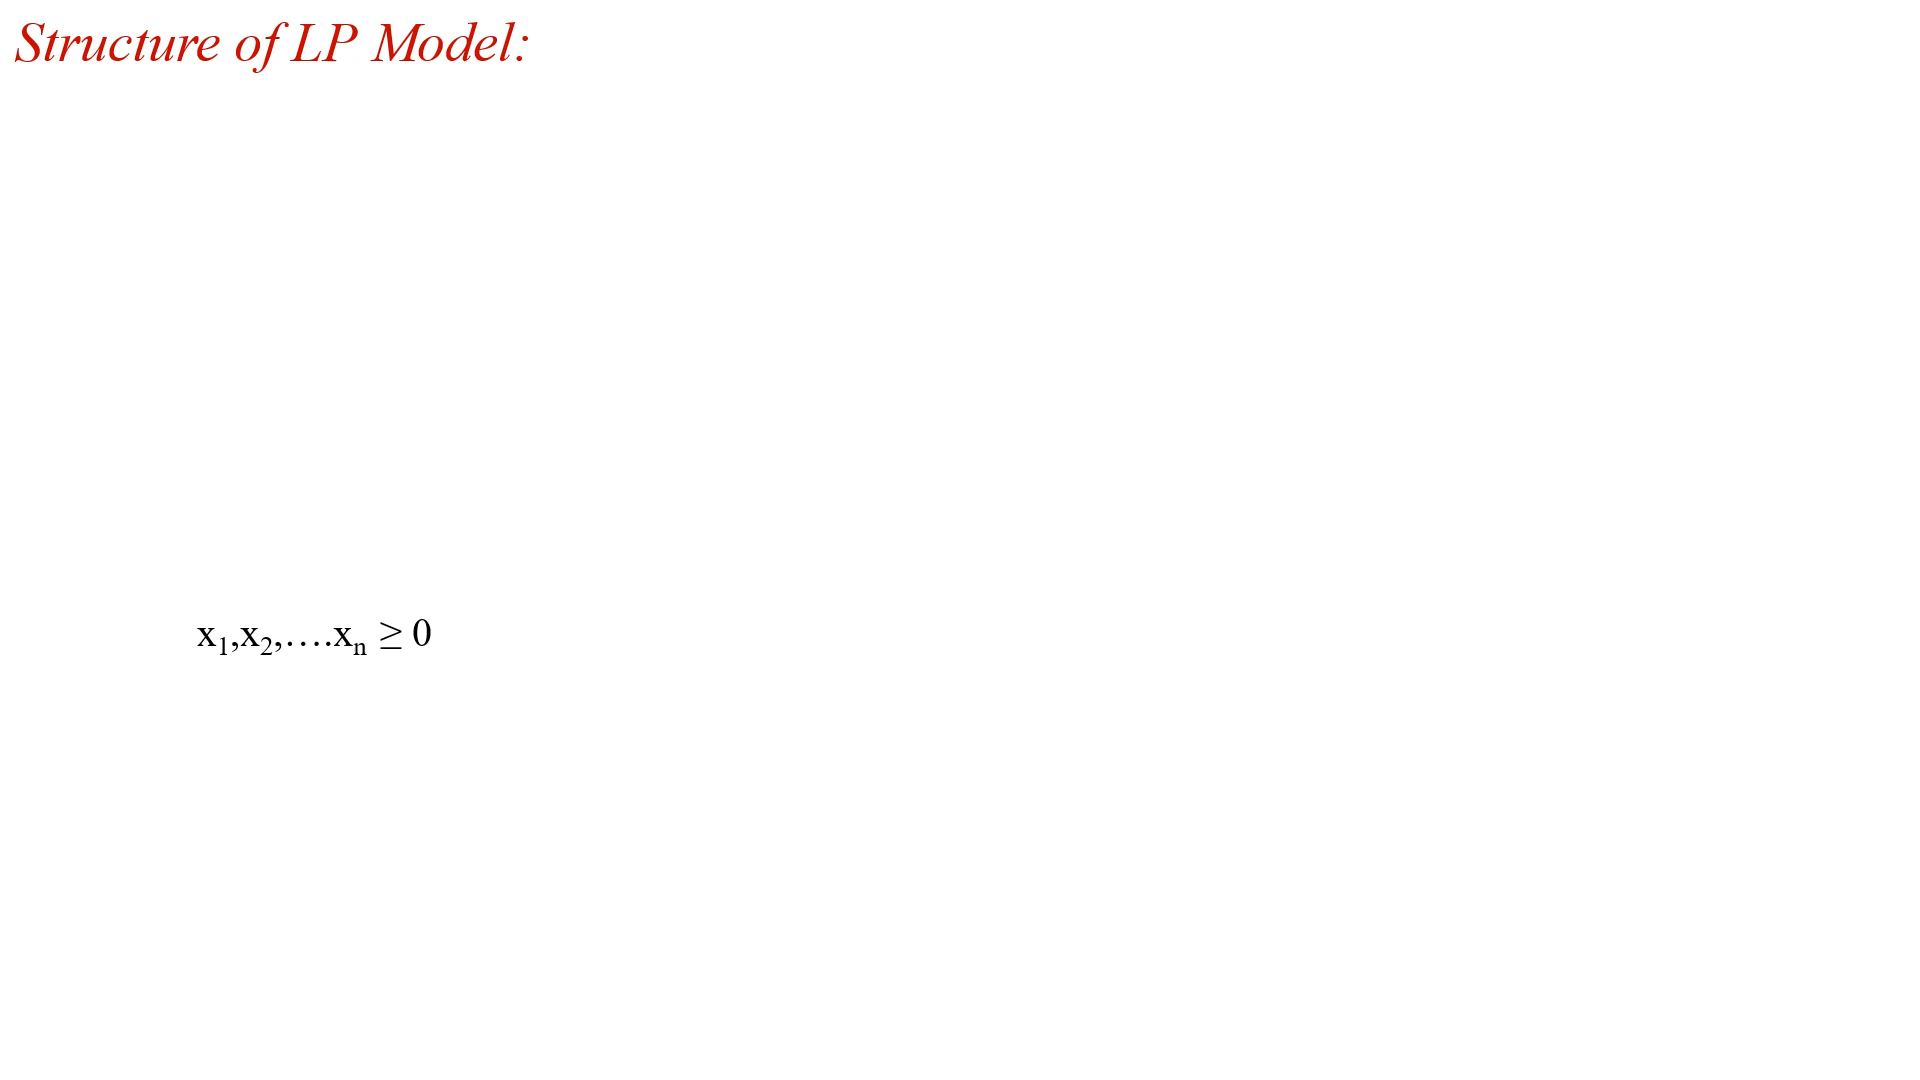 Structure of LP Model:
x₁,x₂,….xₙ ≥ 0